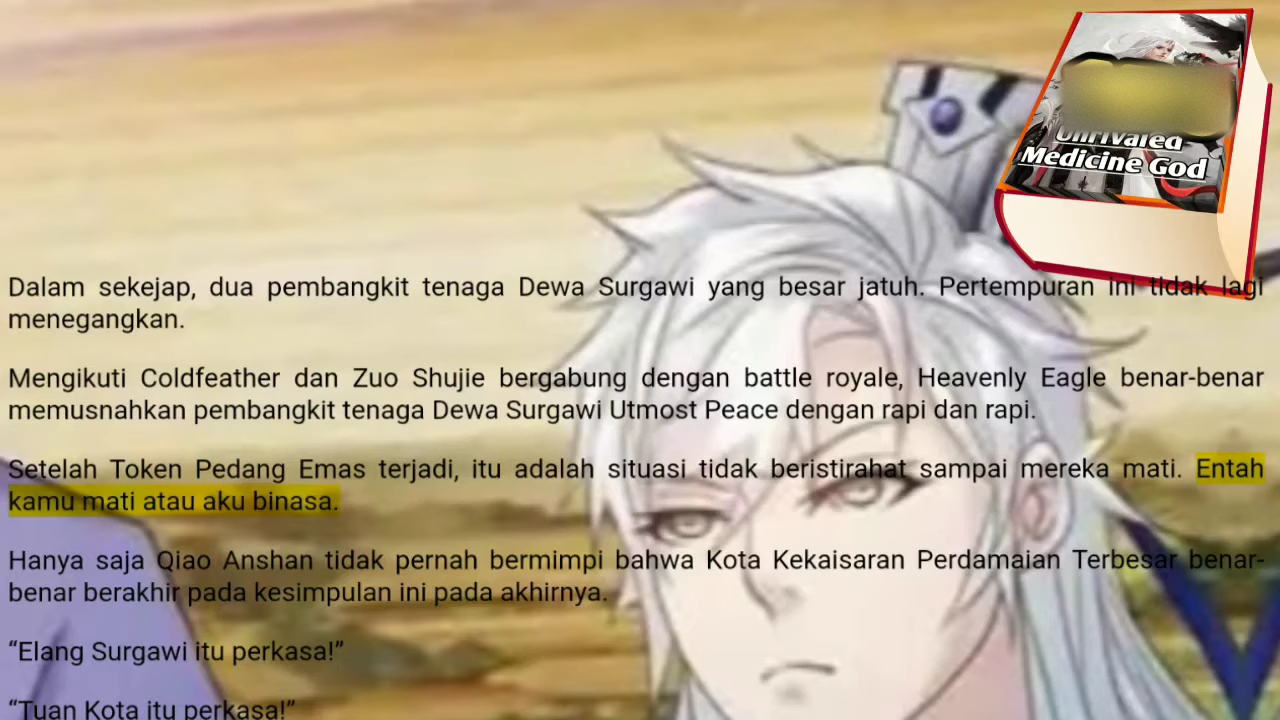 Unrivaled
Medicine God
Dalam sekejap, dua pembangkit tenaga Dewa Surgawi yang besar jatuh. Pertempuran ini tidak lagi
menegangkan.
Mengikuti Coldfeather dan Zuo Shujie bergabung dengan battle royale, Heavenly Eagle benar-benar
memusnahkan pembangkit tenaga Dewa Surgawi Utmost Peace dengan rapi dan rapi.
Setelah Token Pedang Emas terjadi, itu adalah situasi tidak beristirahat sampai mereka mati. Entah
kamu mati atau aku binasa.
Hanya saja Qiao Anshan tidak pernah bermimpi bahwa Kota Kekaisaran Perdamaian Terbesar benar-
benar berakhir pada kesimpulan ini pada akhirnya.
“Elang Surgawi itu perkasa!”
“Tuan Kota itu perkasa!”